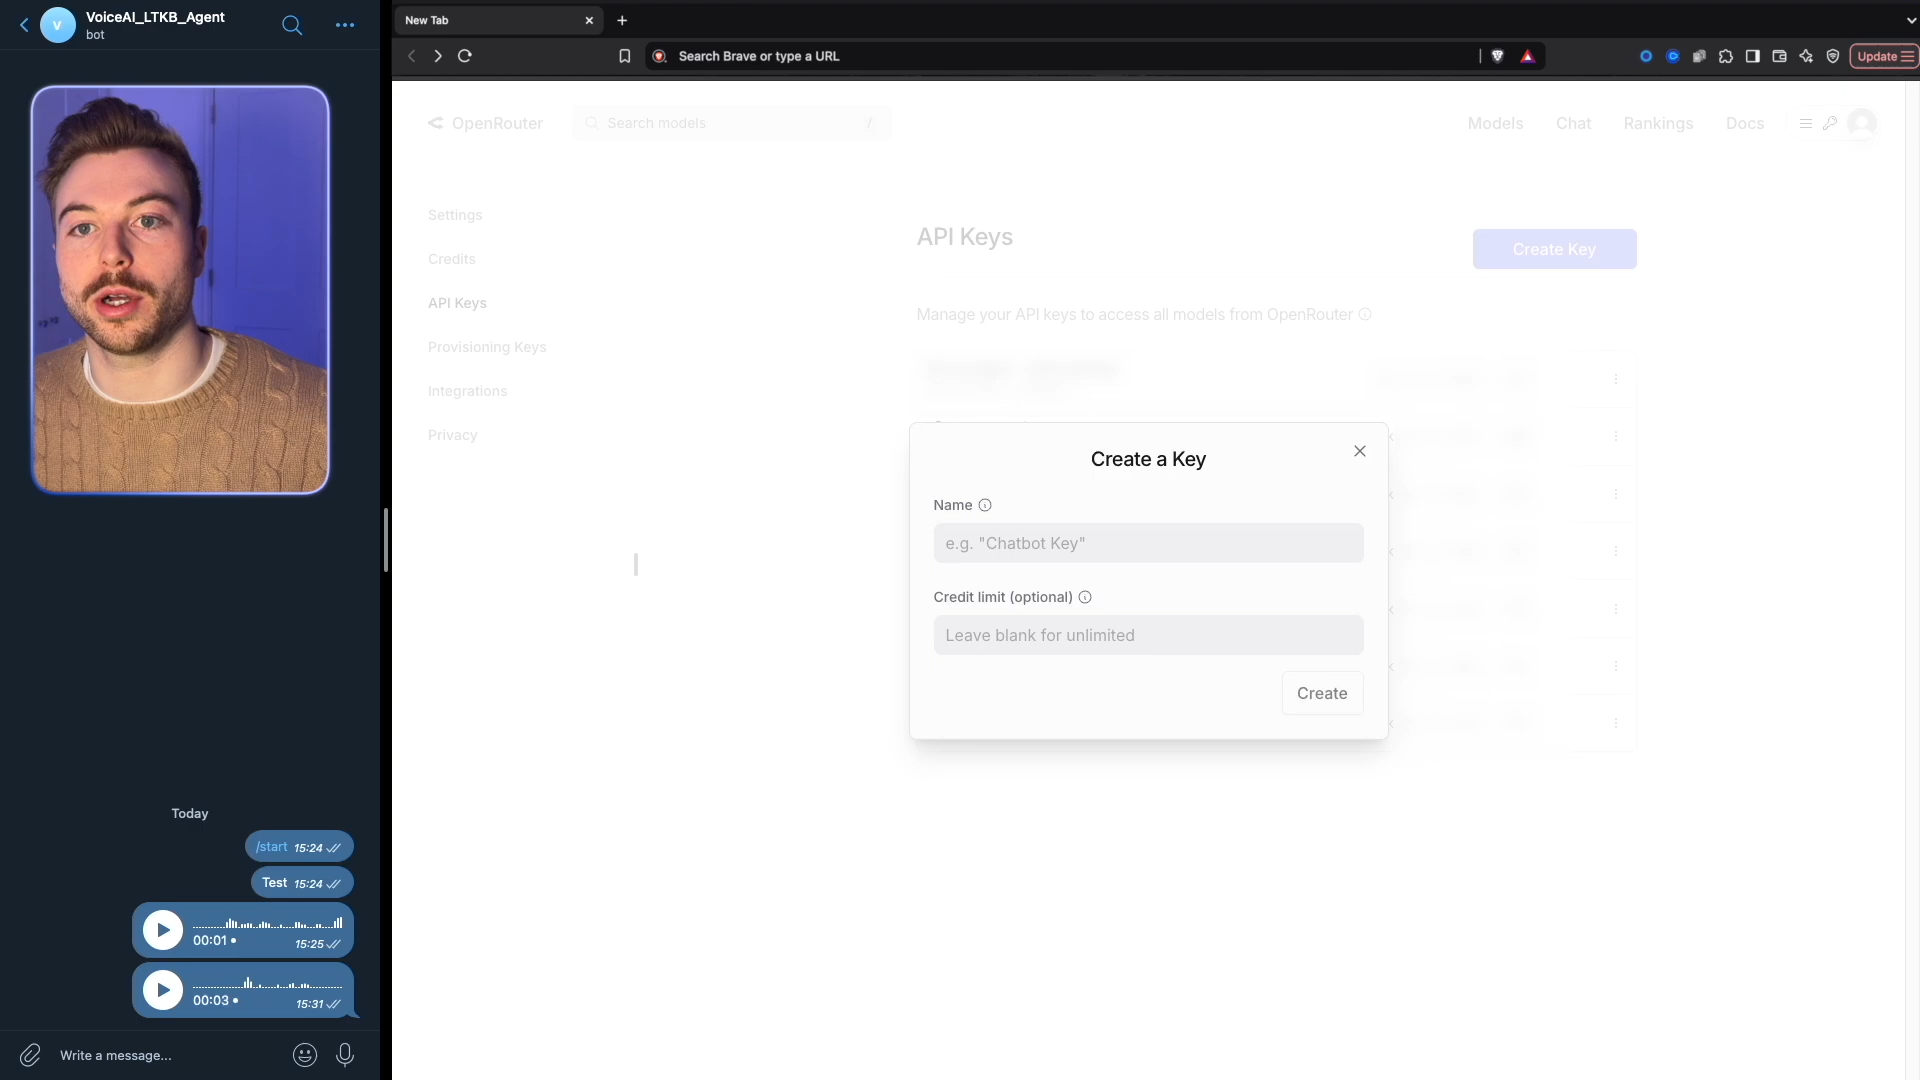 VoiceAI_LTKB_Agent
bot
V
Today
/start 15:24
Test 15:24
00:01 15:25
00:03 15:31
Write a message...
New Tab
Search Brave or type a URL
Update
OpenRouter
Search models /
Models
Chat
Rankings
Docs
Settings
Credits
API Keys
Provisioning Keys
Integrations
Privacy
API Keys
Create Key
Manage your API keys to access all models from OpenRouter
Create a Key
Name
e.g. "Chatbot Key"
Credit limit (optional)
Leave blank for unlimited
Create